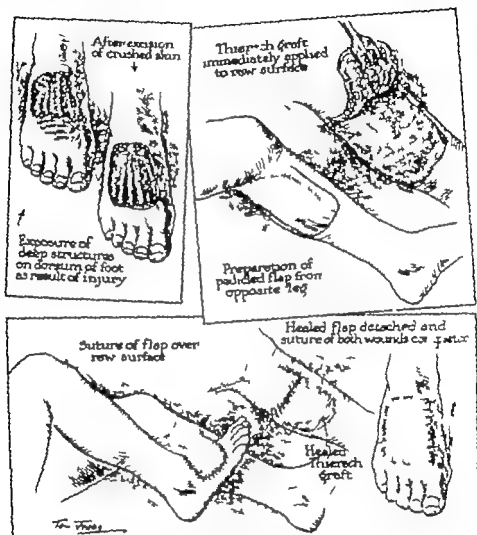 After excision
of crushed skin
Exposure of
deep structures
on dorsum of foot
as result of injury
Thiersch graft
immediately applied
to raw surface
Preparation of
padded flap from
opposite leg
Suture of flap over
raw surface
Healed flap detached and
suture of both wounds
Healed
Thiersch
graft